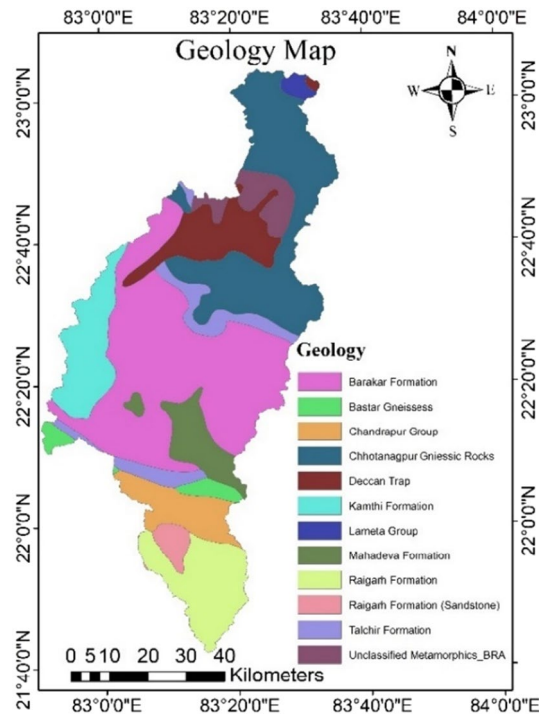 83°0'0"E 83°20'0"E 83°40'0"E 84°0'0"E
Geology Map
N
W E
S
23°0'0"N 23°0'0"N
22°40'0"N 22°40'0"N
22°20'0"N 22°20'0"N
22°0'0"N 22°0'0"N
21°40'0"N
Geology
Barakar Formation
Bastar Gneissess
Chandrapur Group
Chhotanagpur Gniessic Rocks
Deccan Trap
Kamthi Formation
Lameta Group
Mahadeva Formation
Raigarh Formation
Raigarh Formation (Sandstone)
Talchir Formation
Unclassified Metamorphics_BRA
0 5 10 20 30 40
Kilometers
83°0'0"E 83°20'0"E 83°40'0"E 84°0'0"E